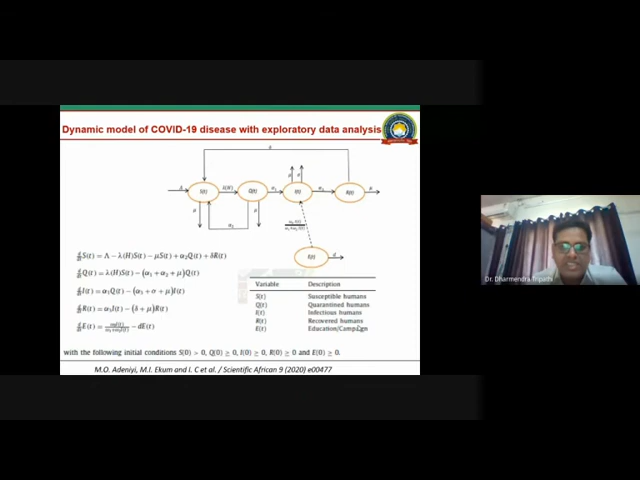 Dynamic model of COVID-19 disease with exploratory data analysis
S(t) Q(t) I(t) R(t)
E(t)
d/dt S(t) = Λ − λ(H)S(t) − μS(t) + α₂Q(t) + δR(t)
d/dt Q(t) = λ(H)S(t) − (α₁ + α₂ + μ)Q(t)
d/dt I(t) = α₁Q(t) − (α₃ + σ + μ)I(t)
d/dt R(t) = α₃I(t) − (δ + μ)R(t)
− dE(t)
Variable Description
S(t) Susceptible humans
Q(t) Quarantined humans
I(t) Infectious humans
R(t) Recovered humans
E(t) Education/Campaign
with the following initial conditions S(0) > 0, Q(0) ≥ 0, I(0) ≥ 0, R(0) ≥ 0 and E(0) ≥ 0.
M.O. Adeniyi, M.I. Ekum and I. C et al. / Scientific African 9 (2020) e00477
Dr. Dharmendra Tripathi